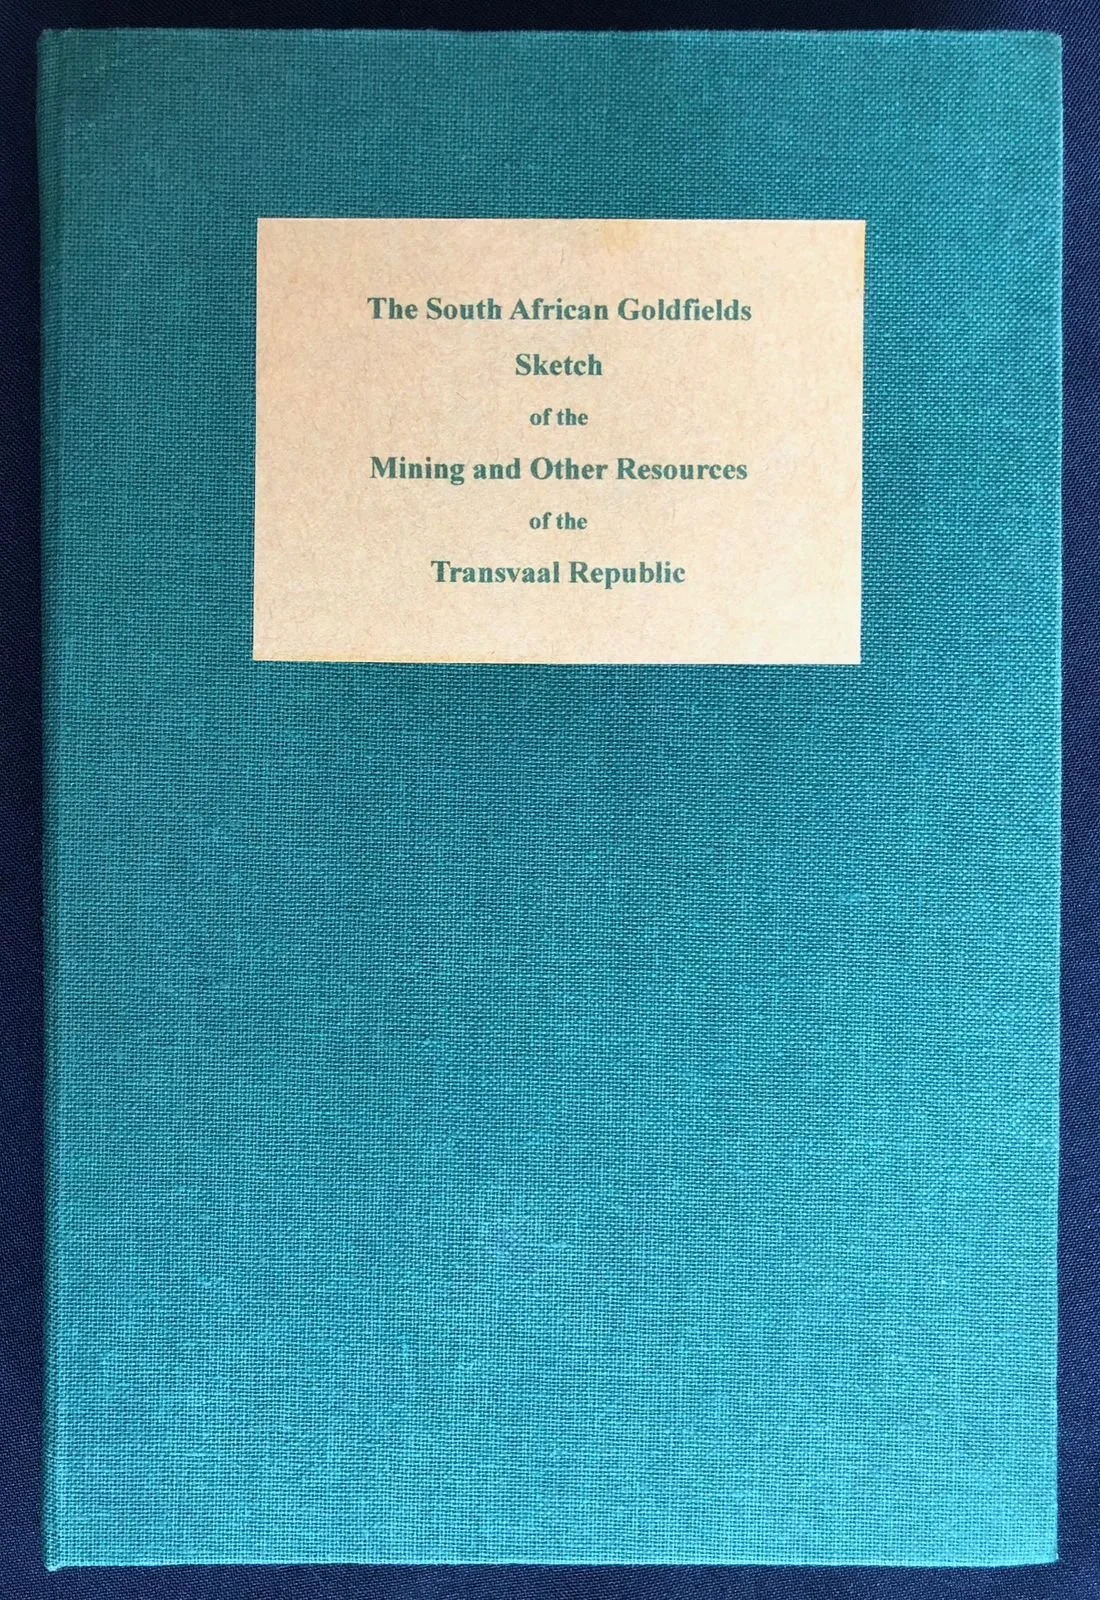 The South African Goldfields
Sketch
of the
Mining and Other Resources
of the
Transvaal Republic